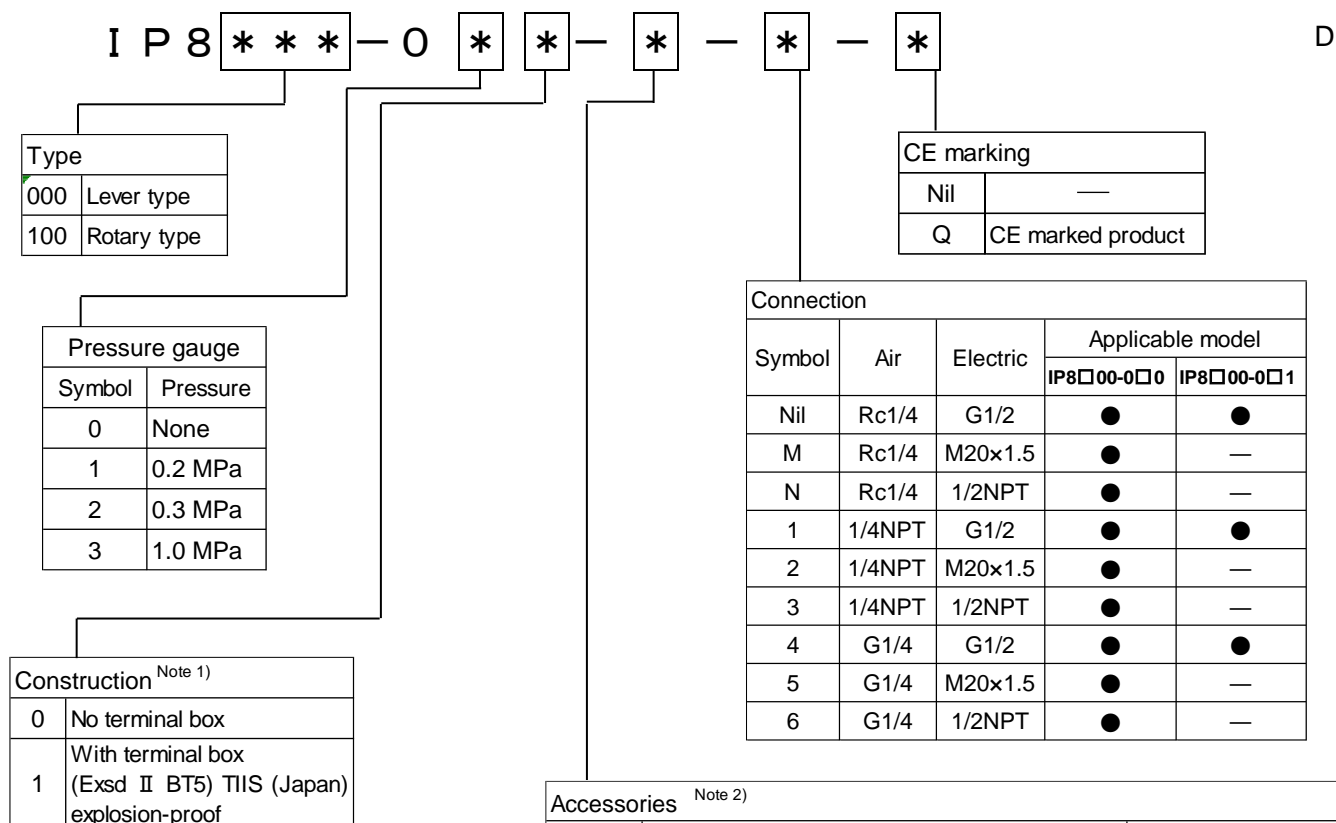 ＩＰ８＊＊＊－０ ＊ ＊－ ＊ － ＊ － ＊
D
Type
000 Lever type
100 Rotary type
CE marking
Nil —
Q CE marked product
Pressure gauge
Symbol Pressure
0 None
1 0.2 MPa
2 0.3 MPa
3 1.0 MPa
Connection
Symbol Air Electric Applicable model
IP8□00-0□0 IP8□00-0□1
Nil Rc1/4 G1/2 ● ●
M Rc1/4 M20×1.5 ● —
N Rc1/4 1/2NPT ● —
1 1/4NPT G1/2 ● ●
2 1/4NPT M20×1.5 ● —
3 1/4NPT 1/2NPT ● —
4 G1/4 G1/2 ● ●
5 G1/4 M20×1.5 ● —
6 G1/4 1/2NPT ● —
Construction Note 1)
0 No terminal box
1 With terminal box
(Exsd Ⅱ BT5) TIIS (Japan)
explosion-proof
Accessories Note 2)